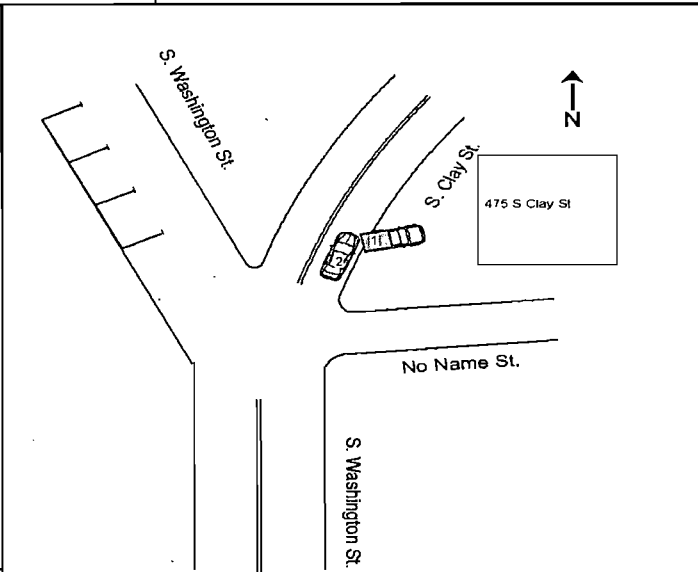 S. Washington St.
N
S. Clay St.
475 S Clay St
1
2
No Name St.
S. Washington St.